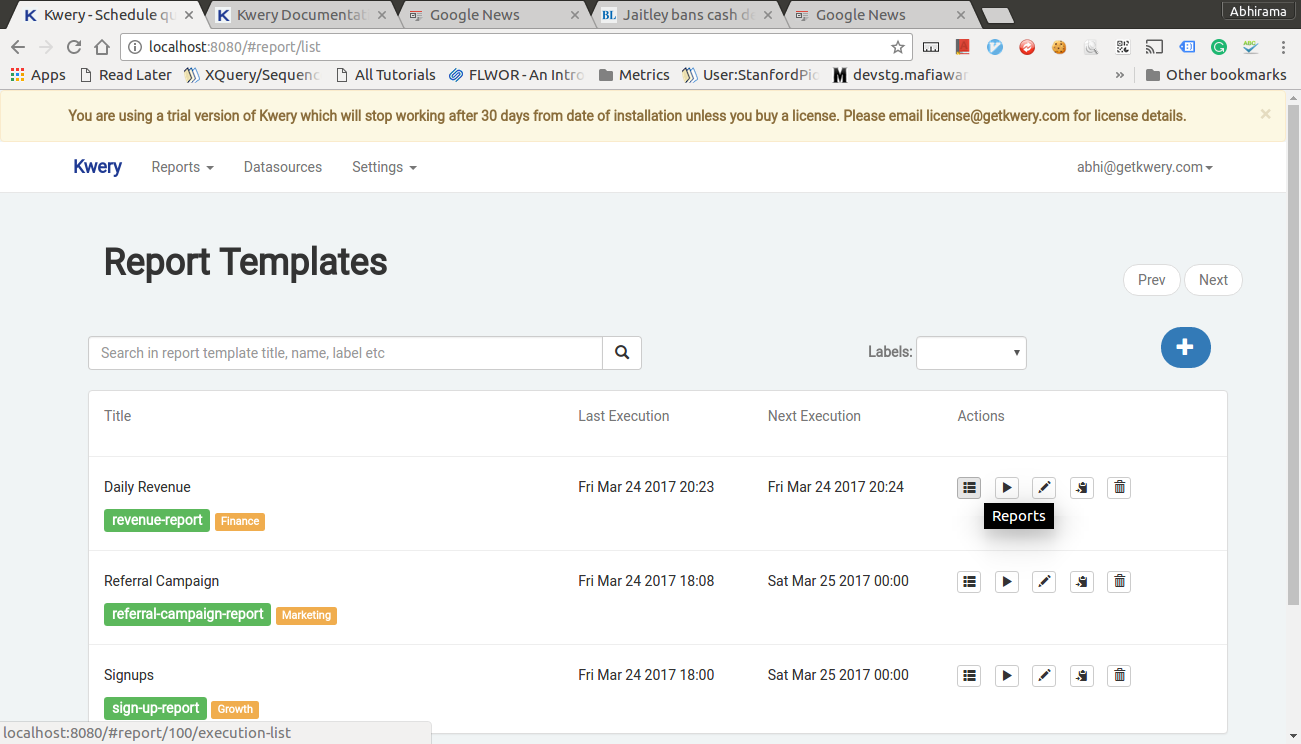 Kwery - Schedule qu
Kwery Documentati
Google News
BL Jaitley bans cash de
Google News
Abhirama
localhost:8080/#report/list
Apps
Read Later
XQuery/Sequenc
All Tutorials
FLWOR - An Intro
Metrics
User:StanfordPic
devstg.mafiawar
»
Other bookmarks
You are using a trial version of Kwery which will stop working after 30 days from date of installation unless you buy a license. Please email license@getkwery.com for license details.
×
Kwery
Reports
Datasources
Settings
abhi@getkwery.com
Report Templates
Prev
Next
Search in report template title, name, label etc
Labels:
Title
Last Execution
Next Execution
Actions
Daily Revenue
Fri Mar 24 2017 20:23
Fri Mar 24 2017 20:24
revenue-report
Finance
Reports
Referral Campaign
Fri Mar 24 2017 18:08
Sat Mar 25 2017 00:00
referral-campaign-report
Marketing
Signups
Fri Mar 24 2017 18:00
Sat Mar 25 2017 00:00
sign-up-report
Growth
localhost:8080/#report/100/execution-list